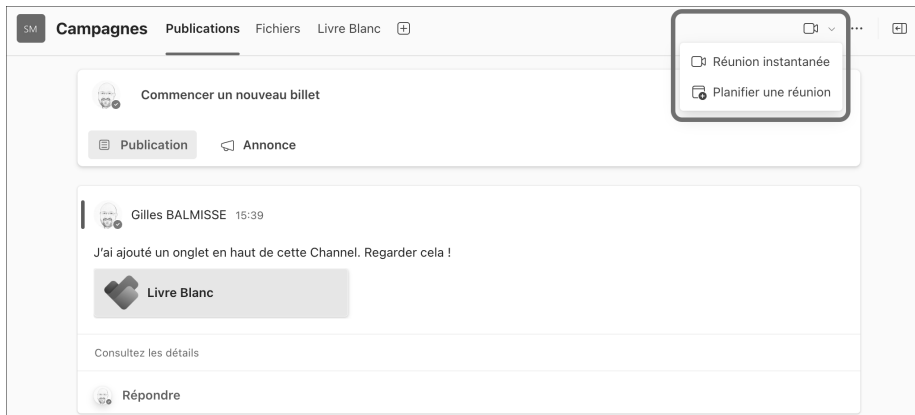 SM Campagnes Publications Fichiers Livre Blanc
Réunion instantanée
Planifier une réunion
Commencer un nouveau billet
Publication Annonce
Gilles BALMISSE 15:39
J'ai ajouté un onglet en haut de cette Channel. Regarder cela !
Livre Blanc
Consultez les détails
Répondre